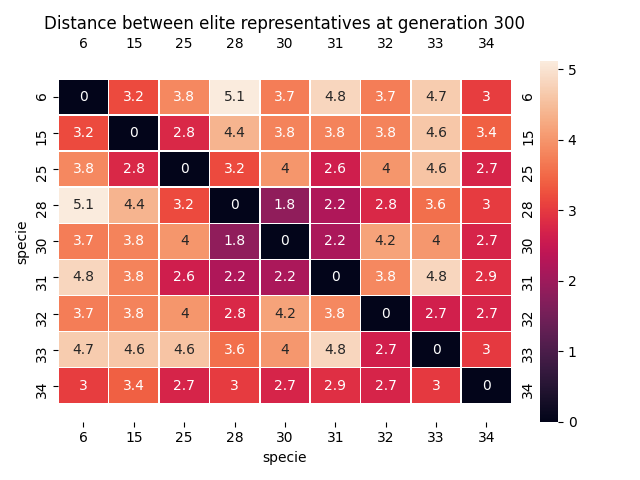 Distance between elite representatives at generation 300
6 15 25 28 30 31 32 33 34
6 0 3.2 3.8 5.1 3.7 4.8 3.7 4.7 3 6
15 3.2 0 2.8 4.4 3.8 3.8 3.8 4.6 3.4 15
25 3.8 2.8 0 3.2 4 2.6 4 4.6 2.7 25
28 5.1 4.4 3.2 0 1.8 2.2 2.8 3.6 3 28
30 3.7 3.8 4 1.8 0 2.2 4.2 4 2.7 30
31 4.8 3.8 2.6 2.2 2.2 0 3.8 4.8 2.9 31
32 3.7 3.8 4 2.8 4.2 3.8 0 2.7 2.7 32
33 4.7 4.6 4.6 3.6 4 4.8 2.7 0 3 33
34 3 3.4 2.7 3 2.7 2.9 2.7 3 0 34
6 15 25 28 30 31 32 33 34
specie
specie
5
4
3
2
1
0